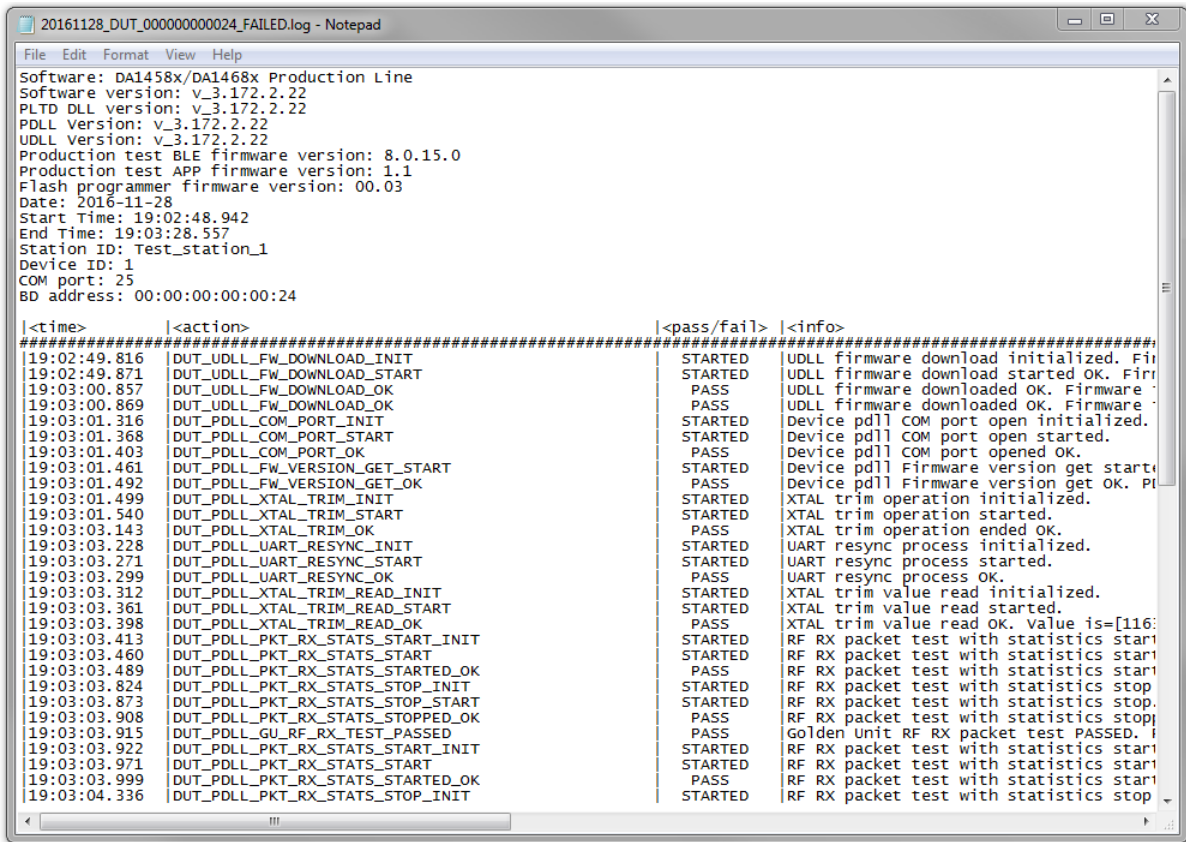 20161128_DUT_000000000024_FAILED.log - Notepad
File Edit Format View Help
Software: DA1458x/DA1468x Production Line
Software version: v_3.172.2.22
PLTD DLL version: v_3.172.2.22
PDLL Version: v_3.172.2.22
UDLL Version: v_3.172.2.22
Production test BLE firmware version: 8.0.15.0
Production test APP firmware version: 1.1
Flash programmer firmware version: 00.03
Date: 2016-11-28
Start Time: 19:02:48.942
End Time: 19:03:28.557
Station ID: Test_station_1
Device ID: 1
COM port: 25
BD address: 00:00:00:00:00:24
|<time> |<action> |<pass/fail> |<info>
######################################################################################################################
|19:02:49.816 |DUT_UDLL_FW_DOWNLOAD_INIT | STARTED |UDLL firmware download initialized. Fir
|19:02:49.871 |DUT_UDLL_FW_DOWNLOAD_START | STARTED |UDLL firmware download started OK. Firm
|19:03:00.857 |DUT_UDLL_FW_DOWNLOAD_OK | PASS |UDLL firmware downloaded OK. Firmware
|19:03:00.869 |DUT_UDLL_FW_DOWNLOAD_OK | PASS |UDLL firmware downloaded OK. Firmware
|19:03:01.316 |DUT_PDLL_COM_PORT_INIT | STARTED |Device pdll COM port open initialized.
|19:03:01.368 |DUT_PDLL_COM_PORT_START | STARTED |Device pdll COM port open started.
|19:03:01.403 |DUT_PDLL_COM_PORT_OK | PASS |Device pdll COM port opened OK.
|19:03:01.461 |DUT_PDLL_FW_VERSION_GET_START | STARTED |Device pdll Firmware version get starte
|19:03:01.492 |DUT_PDLL_FW_VERSION_GET_OK | PASS |Device pdll Firmware version get OK. PD
|19:03:01.499 |DUT_PDLL_XTAL_TRIM_INIT | STARTED |XTAL trim operation initialized.
|19:03:01.540 |DUT_PDLL_XTAL_TRIM_START | STARTED |XTAL trim operation started.
|19:03:03.143 |DUT_PDLL_XTAL_TRIM_OK | PASS |XTAL trim operation ended OK.
|19:03:03.228 |DUT_PDLL_UART_RESYNC_INIT | STARTED |UART resync process initialized.
|19:03:03.271 |DUT_PDLL_UART_RESYNC_START | STARTED |UART resync process started.
|19:03:03.299 |DUT_PDLL_UART_RESYNC_OK | PASS |UART resync process OK.
|19:03:03.312 |DUT_PDLL_XTAL_TRIM_READ_INIT | STARTED |XTAL trim value read initialized.
|19:03:03.361 |DUT_PDLL_XTAL_TRIM_READ_START | STARTED |XTAL trim value read started.
|19:03:03.398 |DUT_PDLL_XTAL_TRIM_READ_OK | PASS |XTAL trim value read OK. Value is=[1163
|19:03:03.413 |DUT_PDLL_PKT_RX_STATS_START_INIT | STARTED |RF RX packet test with statistics start
|19:03:03.460 |DUT_PDLL_PKT_RX_STATS_START | STARTED |RF RX packet test with statistics start
|19:03:03.489 |DUT_PDLL_PKT_RX_STATS_STARTED_OK | PASS |RF RX packet test with statistics start
|19:03:03.824 |DUT_PDLL_PKT_RX_STATS_STOP_INIT | STARTED |RF RX packet test with statistics stop
|19:03:03.873 |DUT_PDLL_PKT_RX_STATS_STOP_START | STARTED |RF RX packet test with statistics stop.
|19:03:03.908 |DUT_PDLL_PKT_RX_STATS_STOPPED_OK | PASS |RF RX packet test with statistics stopp
|19:03:03.915 |DUT_PDLL_GU_RF_RX_TEST_PASSED | PASS |Golden Unit RF RX packet test PASSED.
|19:03:03.922 |DUT_PDLL_PKT_RX_STATS_START_INIT | STARTED |RF RX packet test with statistics start
|19:03:03.971 |DUT_PDLL_PKT_RX_STATS_START | STARTED |RF RX packet test with statistics start
|19:03:03.999 |DUT_PDLL_PKT_RX_STATS_STARTED_OK | PASS |RF RX packet test with statistics start
|19:03:04.336 |DUT_PDLL_PKT_RX_STATS_STOP_INIT | STARTED |RF RX packet test with statistics stop